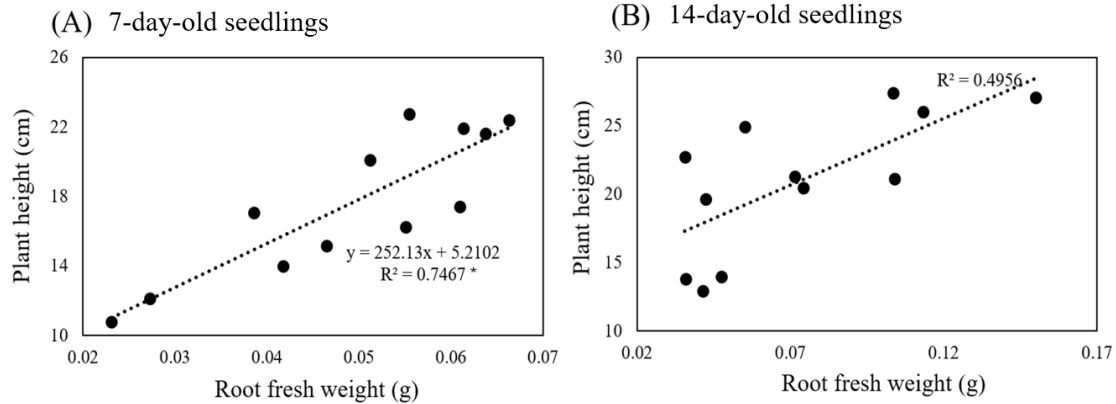 (A) 7-day-old seedlings
26
22
18
14
10
Plant height (cm)
y = 252.13x + 5.2102
R² = 0.7467 *
0.02 0.03 0.04 0.05 0.06 0.07
Root fresh weight (g)
(B) 14-day-old seedlings
30
25
20
15
10
Plant height (cm)
R² = 0.4956
0.02 0.07 0.12 0.17
Root fresh weight (g)